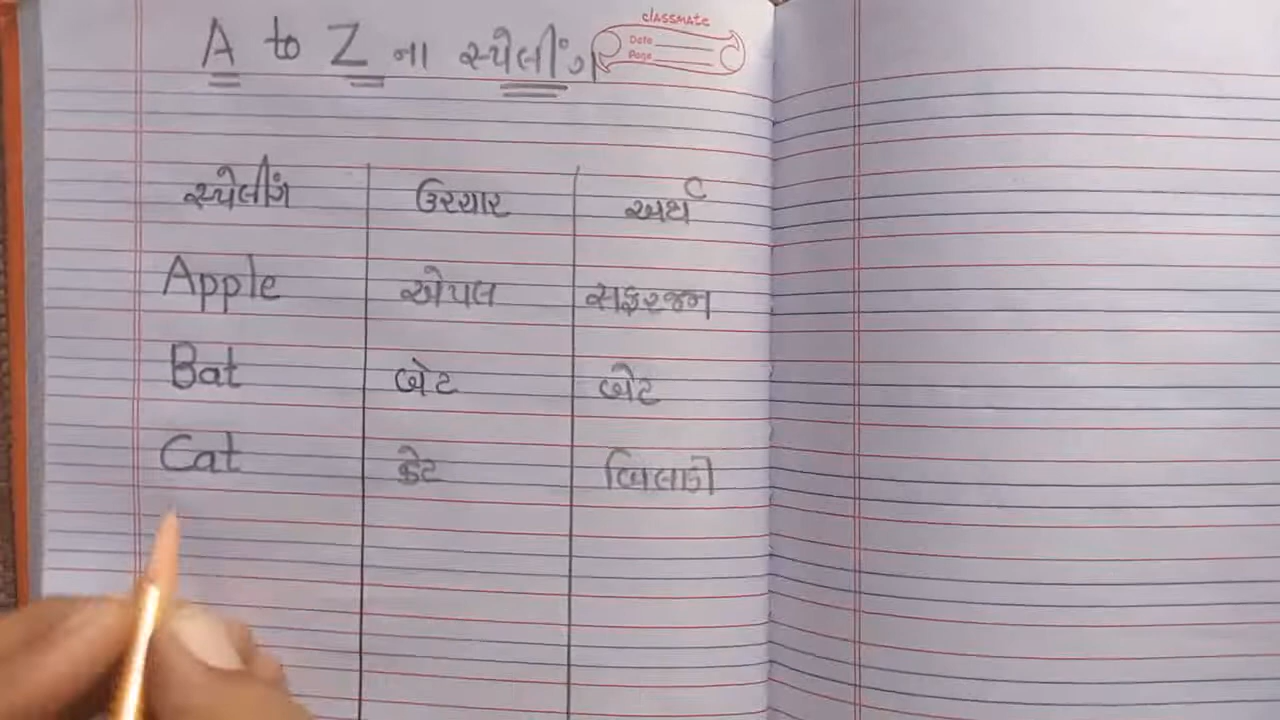 A to Z ના સ્પેલીંગ
classmate
Date
Page
સ્પેલીંગ ઉચ્ચાર અર્થ
Apple એપલ સફરજન
Bat બેટ બેટ
Cat કેટ બિલાડી